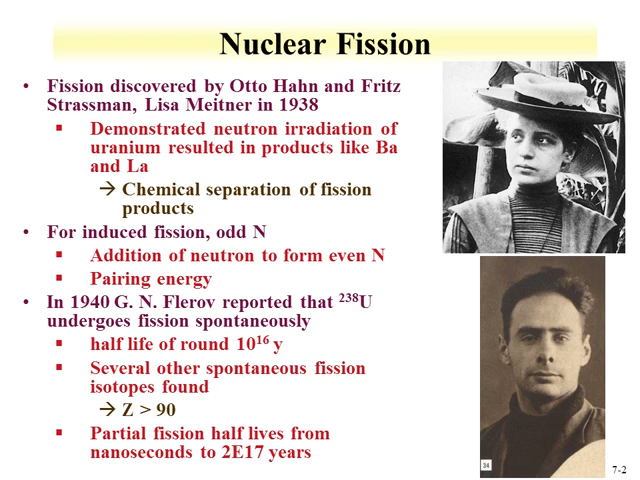 Nuclear Fission
• Fission discovered by Otto Hahn and Fritz
Strassman, Lisa Meitner in 1938
▪ Demonstrated neutron irradiation of
uranium resulted in products like Ba
and La
→ Chemical separation of fission
products
• For induced fission, odd N
▪ Addition of neutron to form even N
▪ Pairing energy
• In 1940 G. N. Flerov reported that ²³⁸U
undergoes fission spontaneously
▪ half life of round 10¹⁶ y
▪ Several other spontaneous fission
isotopes found
→ Z > 90
▪ Partial fission half lives from
nanoseconds to 2E17 years
34
7-2